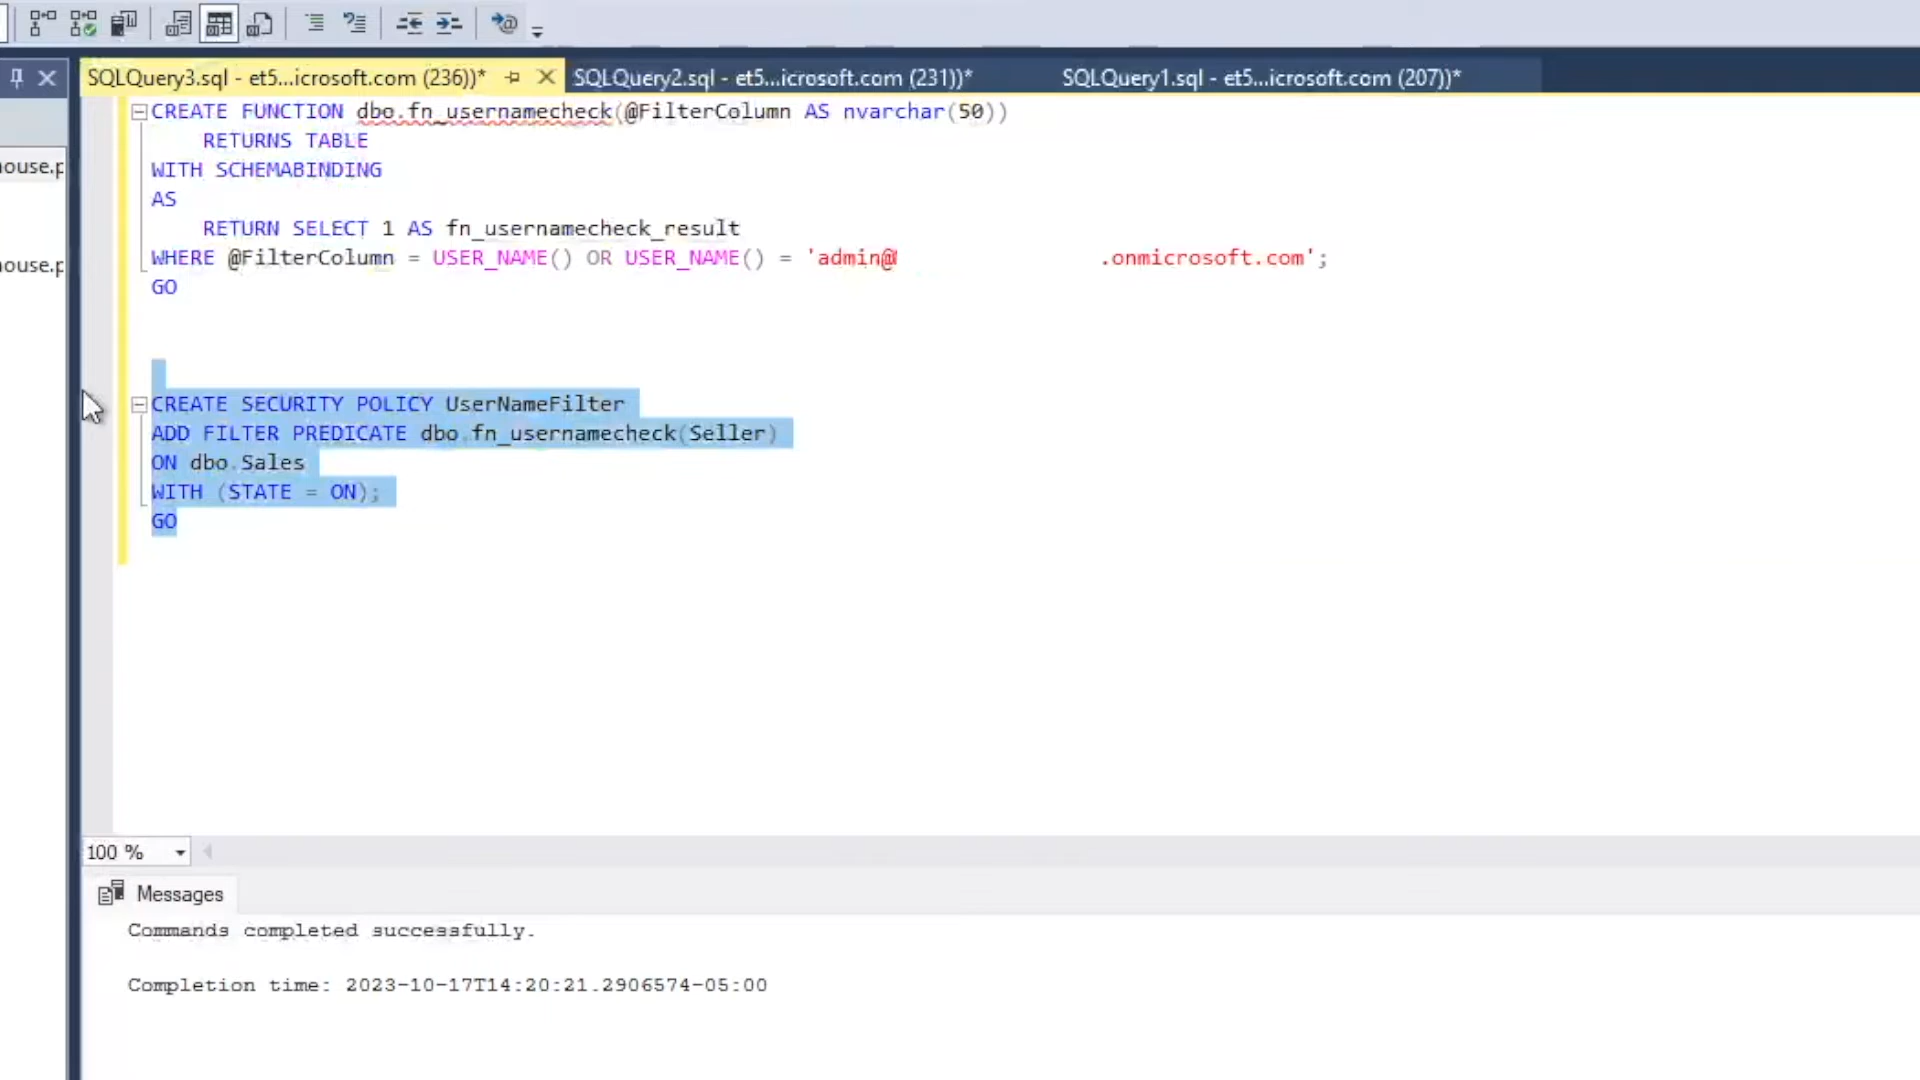 SQLQuery3.sql - et5...icrosoft.com (236))*
SQLQuery2.sql - et5...icrosoft.com (231))*
SQLQuery1.sql - et5...icrosoft.com (207))*
CREATE FUNCTION dbo.fn_usernamecheck(@FilterColumn AS nvarchar(50))
RETURNS TABLE
WITH SCHEMABINDING
AS
RETURN SELECT 1 AS fn_usernamecheck_result
WHERE @FilterColumn = USER_NAME() OR USER_NAME() = 'admin@ .onmicrosoft.com';
GO
CREATE SECURITY POLICY UserNameFilter
ADD FILTER PREDICATE dbo.fn_usernamecheck(Seller)
ON dbo.Sales
WITH (STATE = ON);
GO
ouse.p
ouse.p
100 %
Messages
Commands completed successfully.
Completion time: 2023-10-17T14:20:21.2906574-05:00